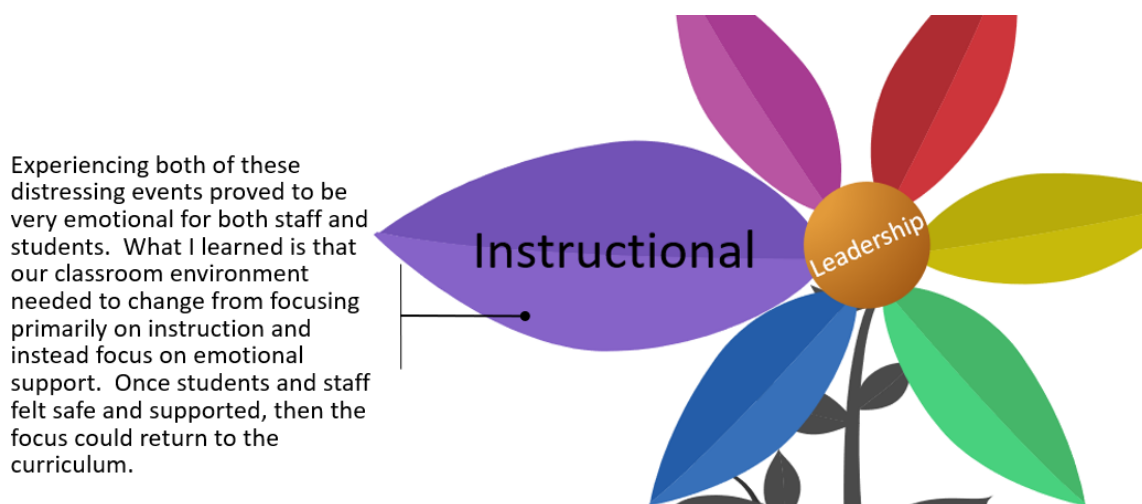 Experiencing both of these
distressing events proved to be
very emotional for both staff and
students.  What I learned is that
our classroom environment
needed to change from focusing
primarily on instruction and
instead focus on emotional
support.  Once students and staff
felt safe and supported, then the
focus could return to the
curriculum.
Instructional
Leadership